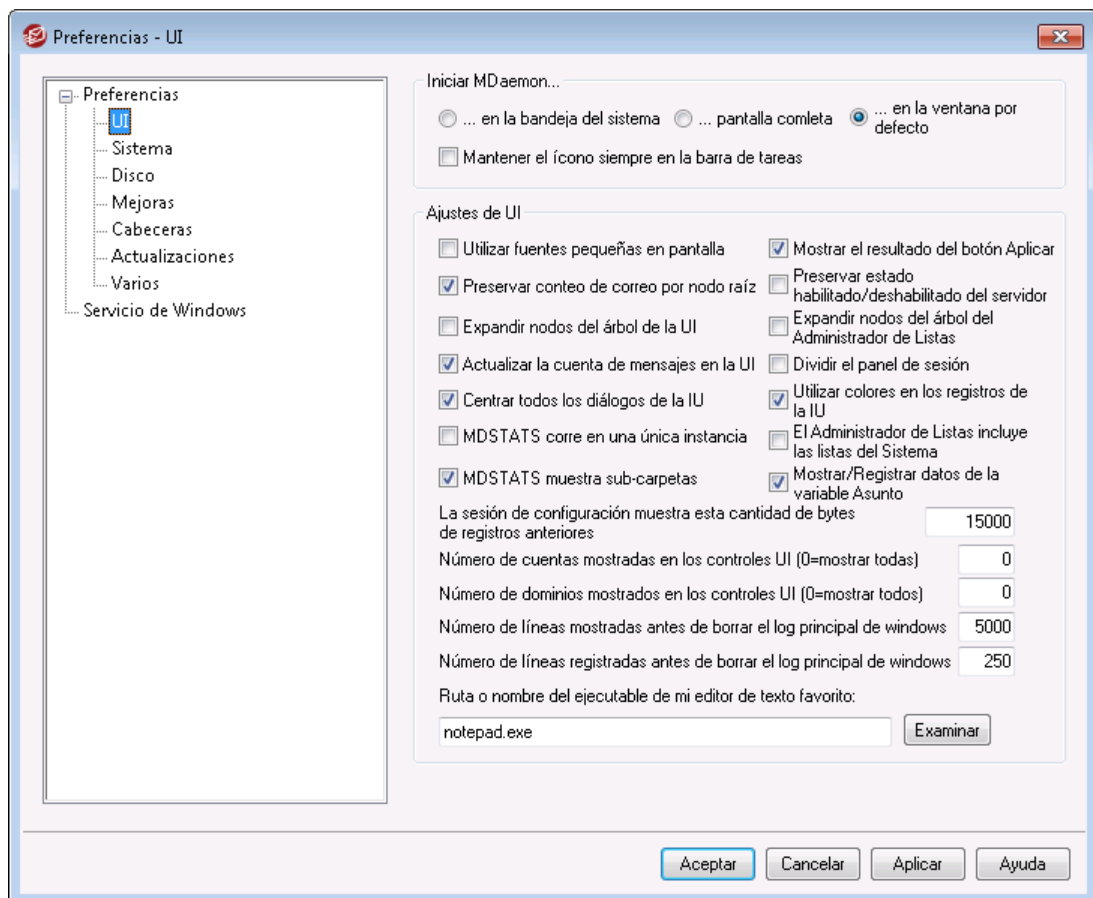 Preferencias - UI
Preferencias
UI
Sistema
Disco
Mejoras
Cabeceras
Actualizaciones
Varios
Servicio de Windows
Iniciar MDaemon...
... en la bandeja del sistema
... pantalla comleta
... en la ventana por
defecto
Mantener el ícono siempre en la barra de tareas
Ajustes de UI
Utilizar fuentes pequeñas en pantalla
Mostrar el resultado del botón Aplicar
Preservar conteo de correo por nodo raíz
Preservar estado
habilitado/deshabilitado del servidor
Expandir nodos del árbol de la UI
Expandir nodos del árbol del
Administrador de Listas
Actualizar la cuenta de mensajes en la UI
Dividir el panel de sesión
Centrar todos los diálogos de la IU
Utilizar colores en los registros de
la IU
MDSTATS corre en una única instancia
El Administrador de Listas incluye
las listas del Sistema
MDSTATS muestra sub-carpetas
Mostrar/Registrar datos de la
variable Asunto
La sesión de configuración muestra esta cantidad de bytes
de registros anteriores
15000
Número de cuentas mostradas en los controles UI (0=mostrar todas)
0
Número de dominios mostrados en los controles UI (0=mostrar todos)
0
Número de líneas mostradas antes de borrar el log principal de windows
5000
Número de líneas registradas antes de borrar el log principal de windows
250
Ruta o nombre del ejecutable de mi editor de texto favorito:
notepad.exe
Examinar
Aceptar
Cancelar
Aplicar
Ayuda